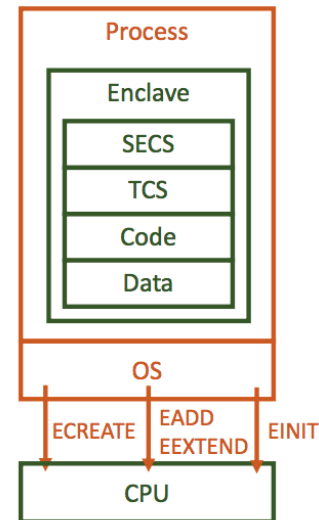 Process
Enclave
SECS
TCS
Code
Data
OS
ECREATE
EADD
EEXTEND
EINIT
CPU